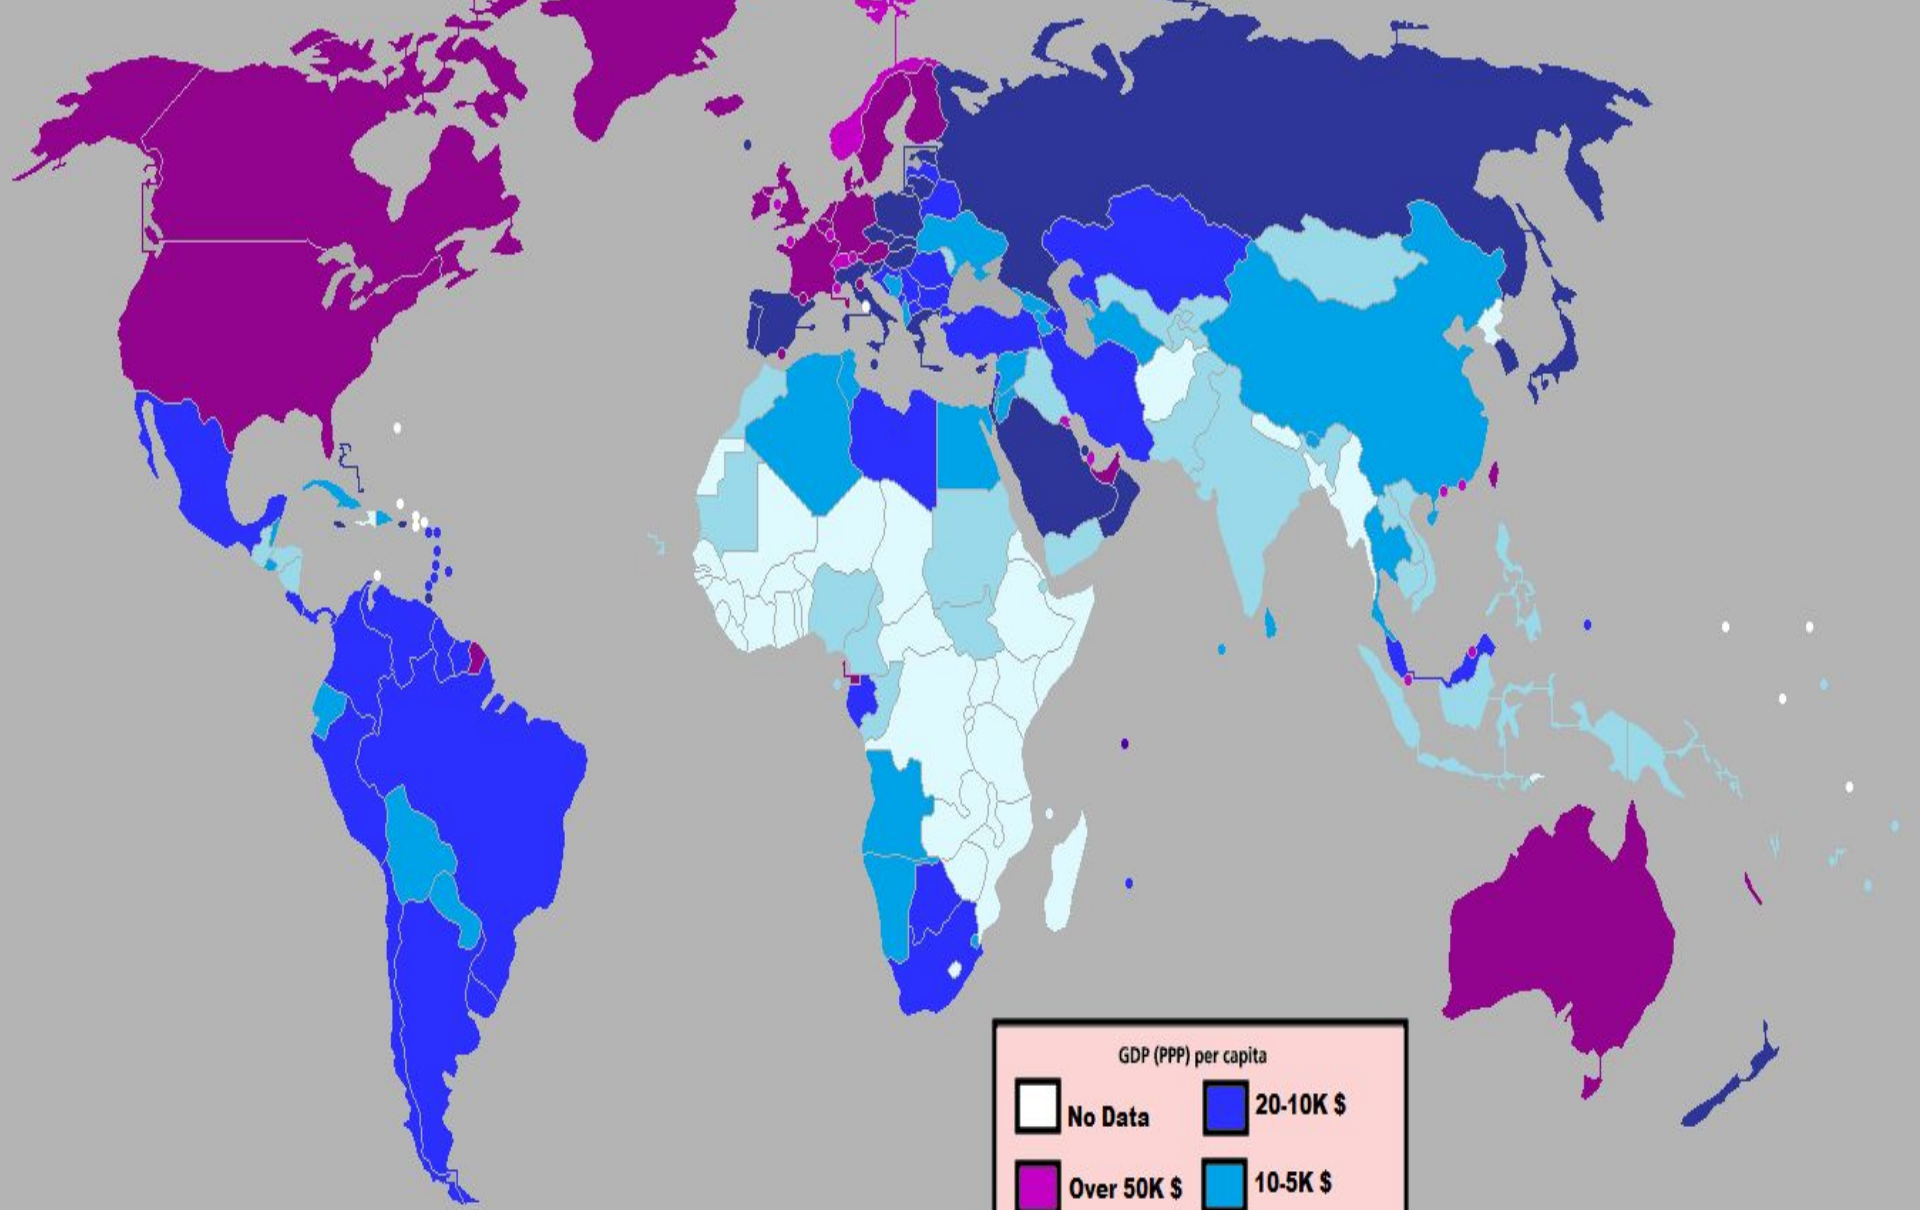 GDP (PPP) per capita
No Data
20-10K $
Over 50K $
10-5K $